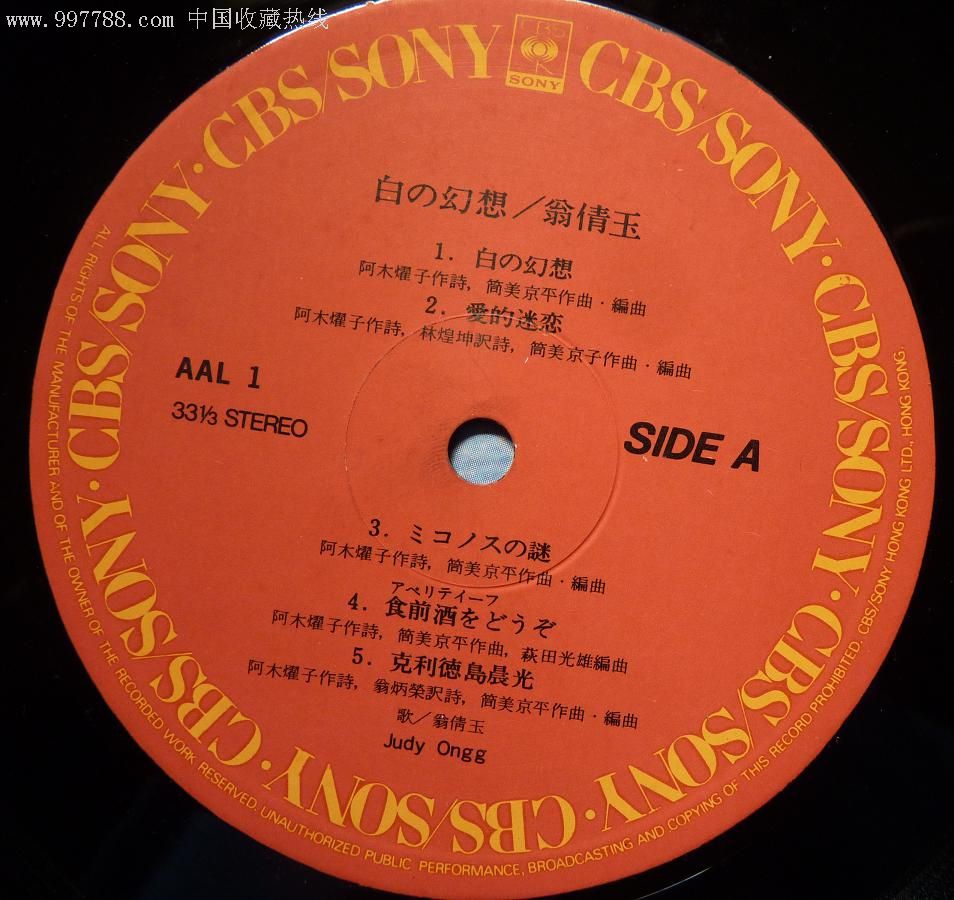 www.997788.com 中国收藏热线
CBS/SONY · CBS/SONY · CBS/SONY · CBS/SONY · CBS/SONY · CBS/SONY · CBS/SONY · CBS/SONY
CBS
SONY
白の幻想／翁倩玉
1. 白の幻想
阿木燿子作詩, 筒美京平作曲・編曲
2. 愛的迷恋
阿木燿子作詩, 林煌坤訳詩, 筒美京子作曲・編曲
AAL 1
33⅓ STEREO
SIDE A
3. ミコノスの謎
阿木燿子作詩, 筒美京平作曲・編曲
アペリティーフ
4. 食前酒をどうぞ
阿木燿子作詩, 筒美京平作曲, 萩田光雄編曲
5. 克利徳島晨光
阿木燿子作詩, 翁炳榮訳詩, 筒美京平作曲・編曲
歌／翁倩玉
Judy Ongg
ALL RIGHTS OF THE MANUFACTURER AND OF THE OWNER OF THE RECORDED WORK RESERVED. UNAUTHORIZED PUBLIC PERFORMANCE, BROADCASTING AND COPYING OF THIS RECORD PROHIBITED. CBS/SONY HONG KONG LTD., HONG KONG.